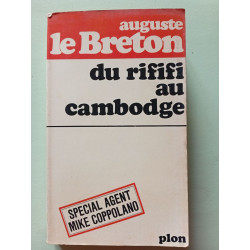 auguste
le Breton
du rififi
au
cambodge
SPECIAL AGENT
MIKE COPPOLANO
plon